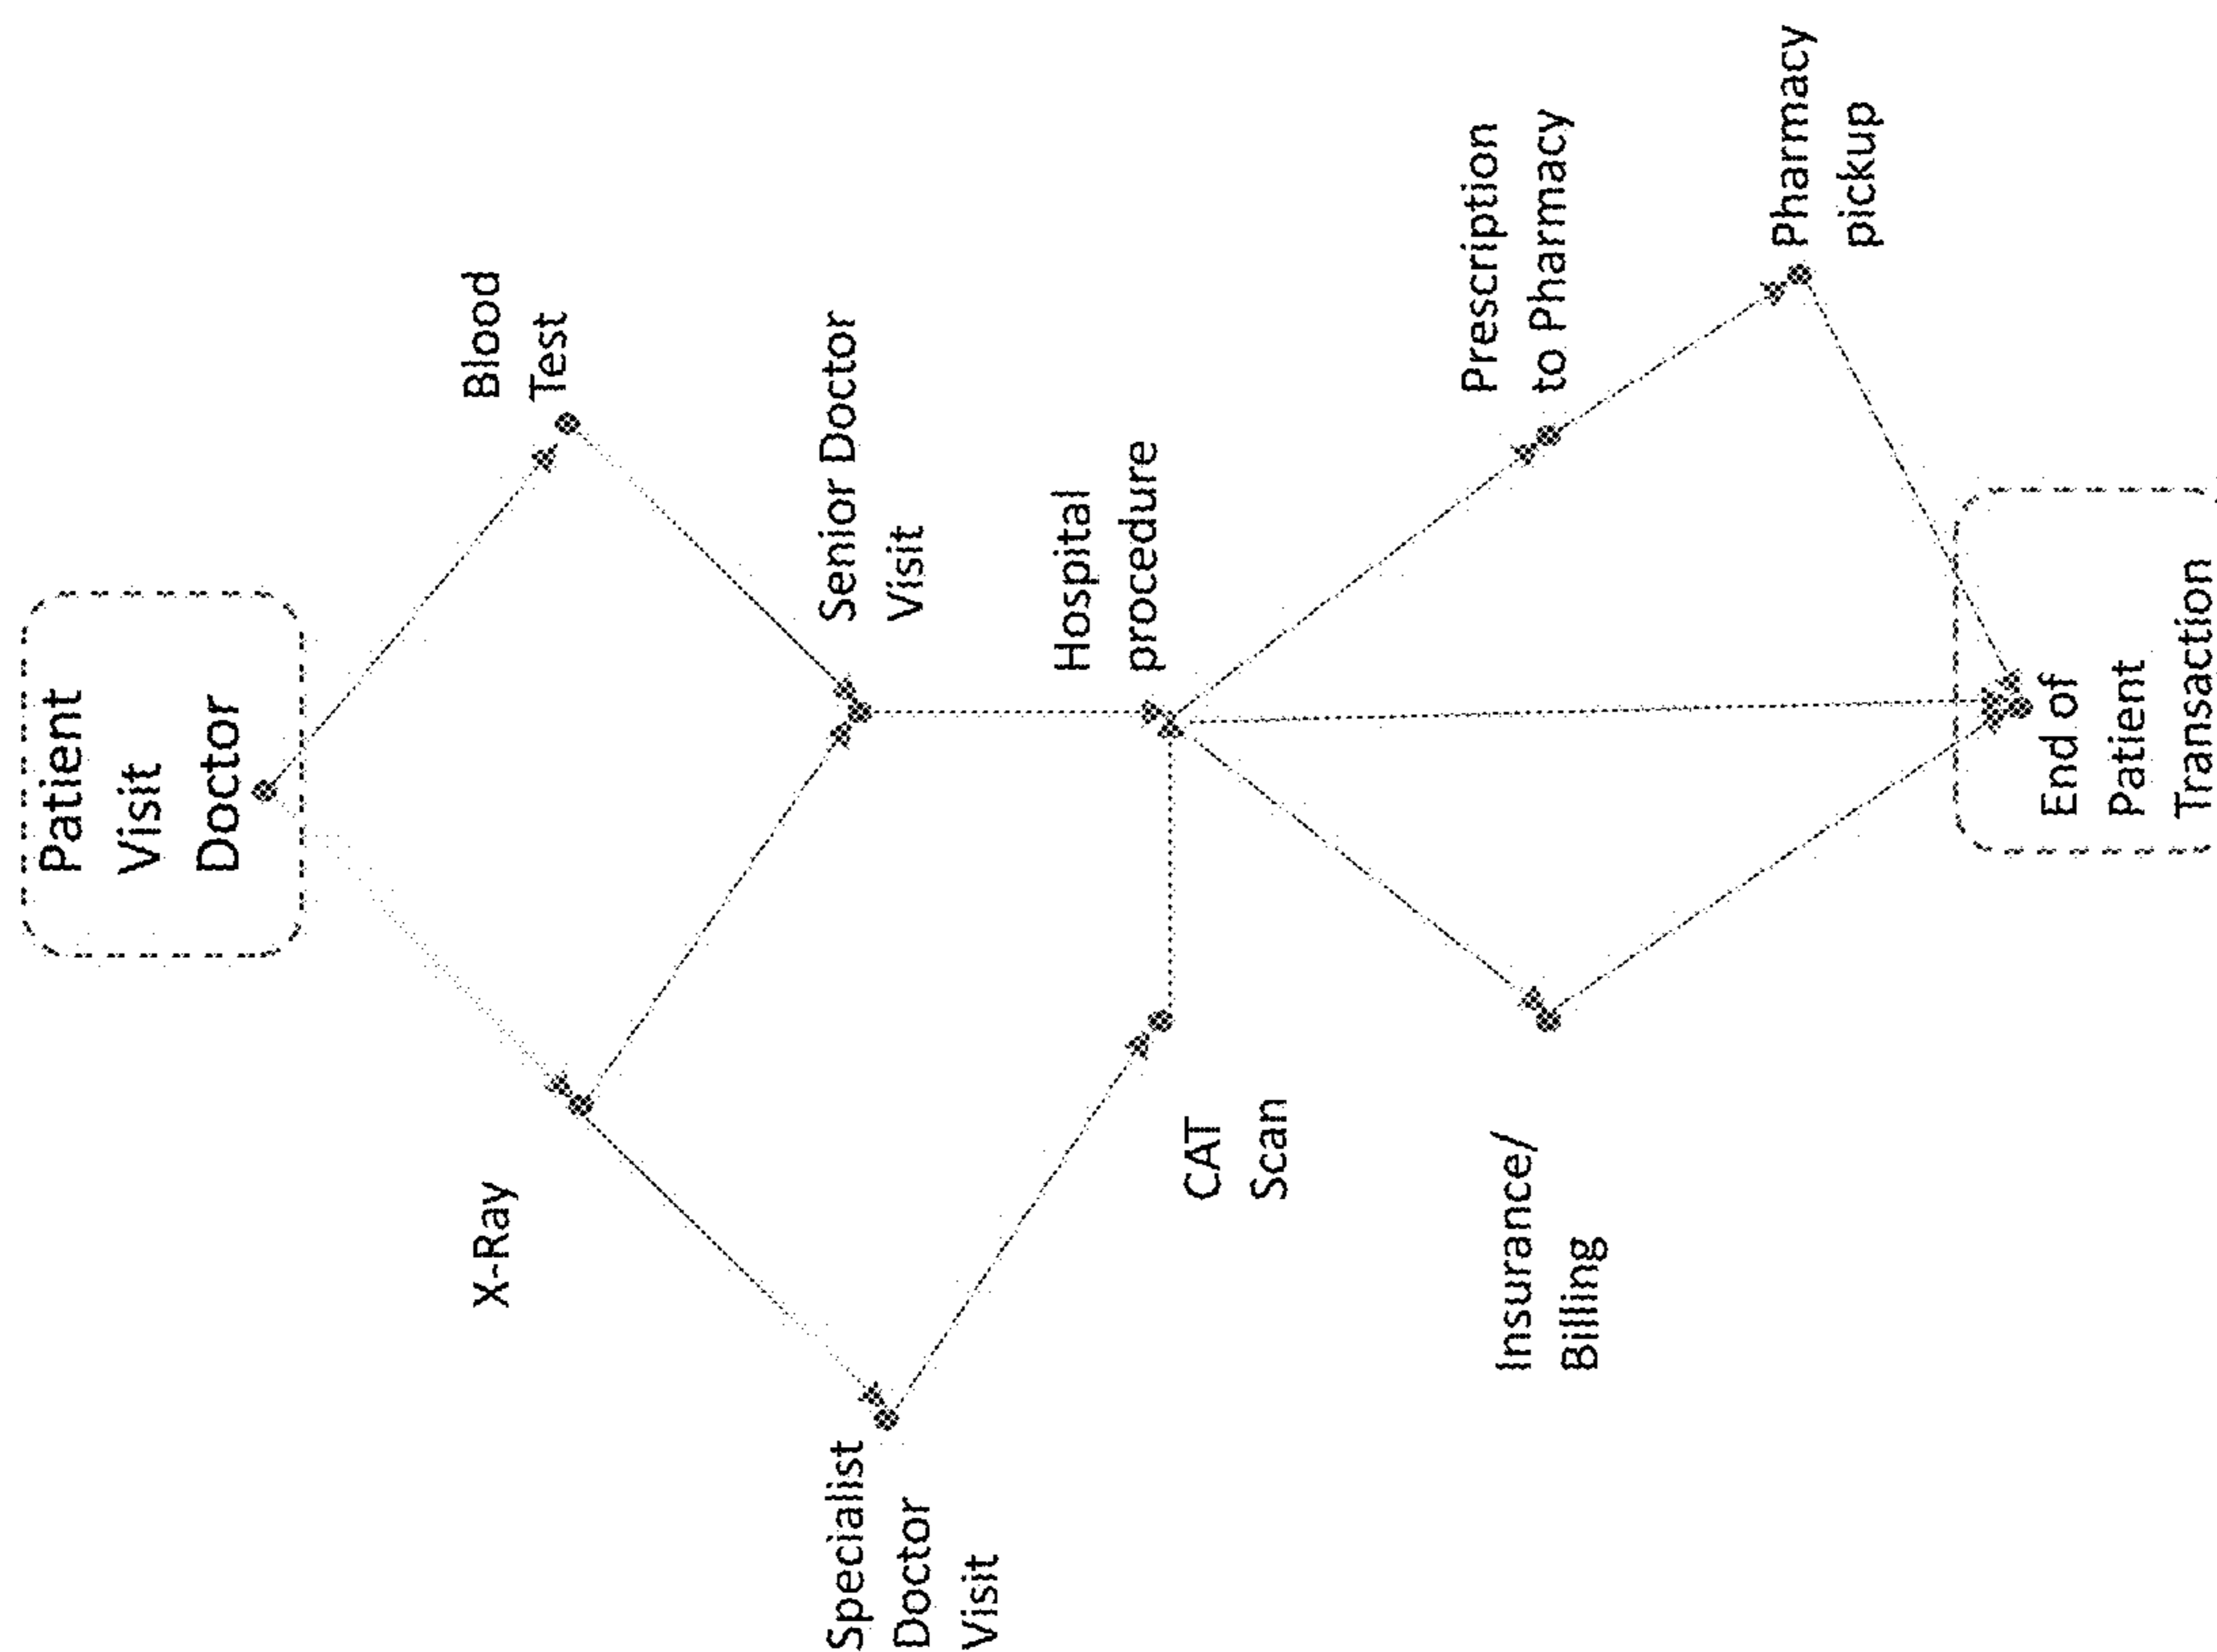 Patient
Visit
Doctor
X-Ray
Blood
Test
Specialist
Doctor
Visit
Senior Doctor
Visit
CAT
Scan
Hospital
procedure
Insurance/
Billing
Prescription
to Pharmacy
Pharmacy
pickup
End of
Patient
Transaction